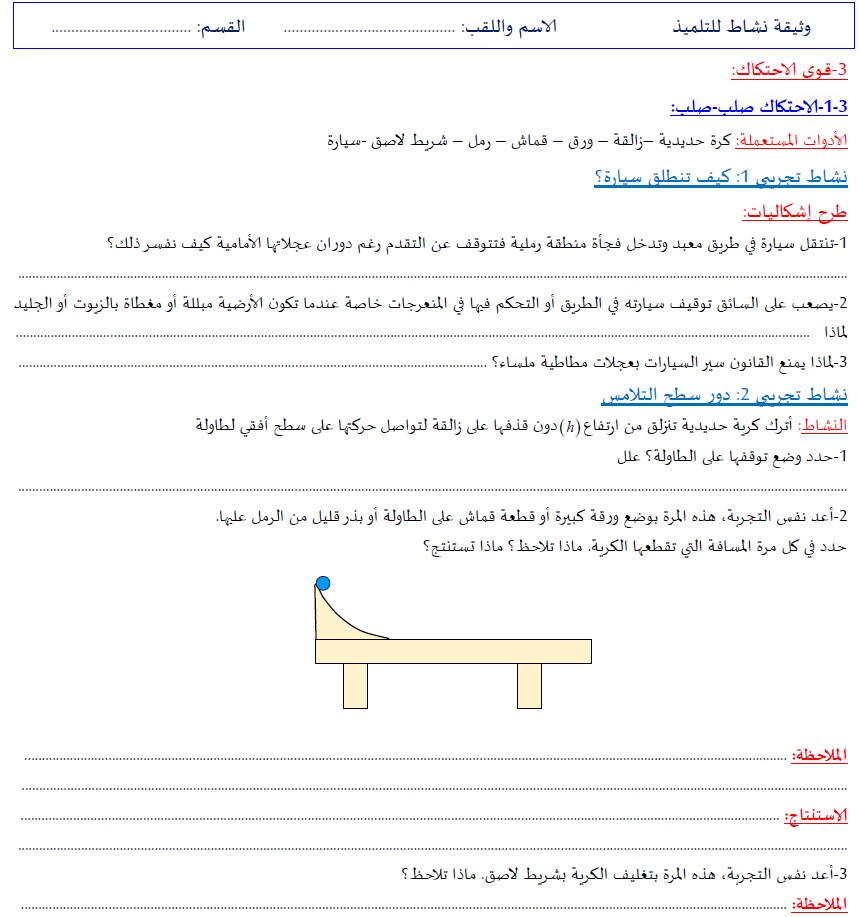 وثيقة نشاط للتلميذ الاسم واللقب: ........................................... القسم: ...................................
3-قوى الاحتكاك:
3-1-الاحتكاك صلب-صلب:
الأدوات المستعملة: كرة حديدية –زالقة – ورق – قماش – رمل – شريط لاصق -سيارة
نشاط تجريبي 1: كيف تنطلق سيارة؟
طرح إشكاليات:
1-تنتقل سيارة في طريق معبد وتدخل فجأة منطقة رملية فتتوقف عن التقدم رغم دوران عجلاتها الأمامية كيف نفسر ذلك؟
................................................................................
2-يصعب على السائق توقيف سيارته في الطريق أو التحكم فيها في المنعرجات خاصة عندما تكون الأرضية مبللة أو مغطاة بالزيوت أو الجليد
لماذا ................................................................................
3-لماذا يمنع القانون سير السيارات بعجلات مطاطية ملساء؟ ................................................................................
نشاط تجريبي 2: دور سطح التلامس
النشاط: أترك كرية حديدية تنزلق من ارتفاع (h) دون قذفها على زالقة لتواصل حركتها على سطح أفقي لطاولة
1-حدد وضع توقفها على الطاولة؟ علل
................................................................................
2-أعد نفس التجربة، هذه المرة بوضع ورقة كبيرة أو قطعة قماش على الطاولة أو بذر قليل من الرمل عليها.
حدد في كل مرة المسافة التي تقطعها الكرية. ماذا تلاحظ؟ ماذا تستنتج؟
الملاحظة: ................................................................................
................................................................................
الاستنتاج: ................................................................................
................................................................................
3-أعد نفس التجربة، هذه المرة بتغليف الكرية بشريط لاصق. ماذا تلاحظ؟
الملاحظة: ................................................................................